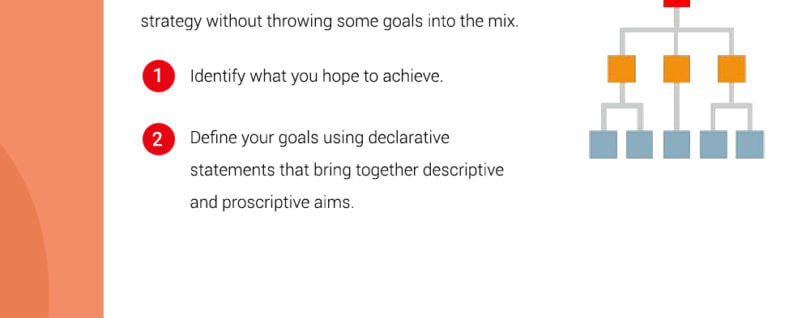 strategy without throwing some goals into the mix.
1 Identify what you hope to achieve.
2 Define your goals using declarative
statements that bring together descriptive
and proscriptive aims.